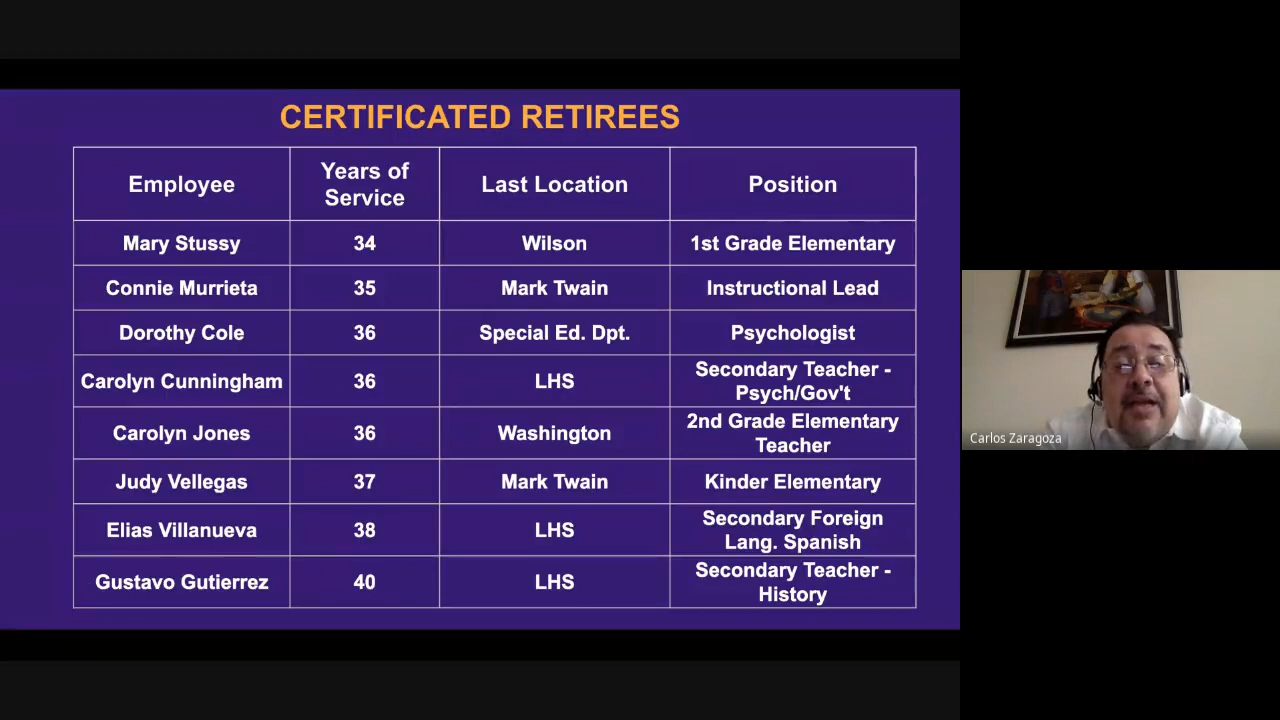 CERTIFICATED RETIREES
Employee
Years of
Service
Last Location
Position
Mary Stussy
34
Wilson
1st Grade Elementary
Connie Murrieta
35
Mark Twain
Instructional Lead
Dorothy Cole
36
Special Ed. Dpt.
Psychologist
Carolyn Cunningham
36
LHS
Secondary Teacher -
Psych/Gov't
Carolyn Jones
36
Washington
2nd Grade Elementary
Teacher
Judy Vellegas
37
Mark Twain
Kinder Elementary
Elias Villanueva
38
LHS
Secondary Foreign
Lang. Spanish
Gustavo Gutierrez
40
LHS
Secondary Teacher -
History
Carlos Zaragoza